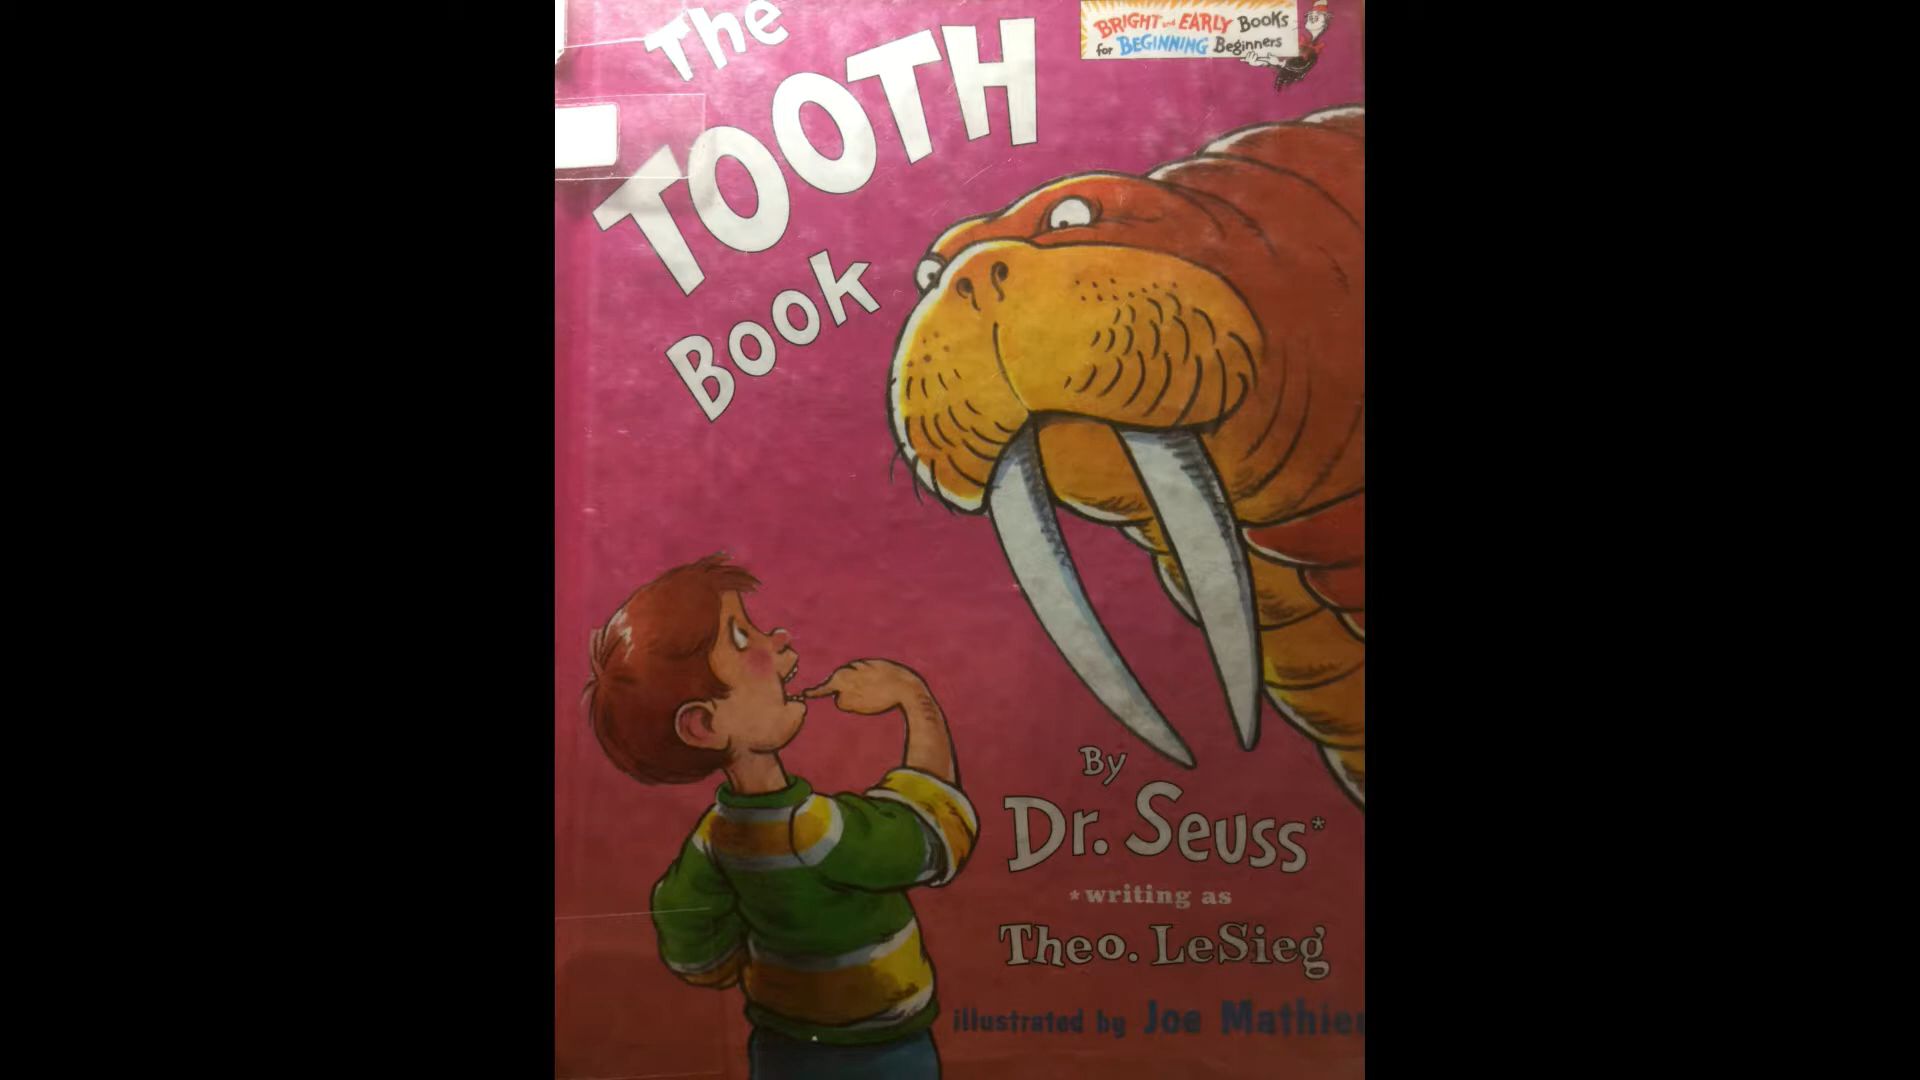 The
TOOTH
Book
BRIGHT and EARLY Books
for BEGINNING Beginners
By
Dr. Seuss*
*writing as
Theo. LeSieg
illustrated by Joe Mathieu